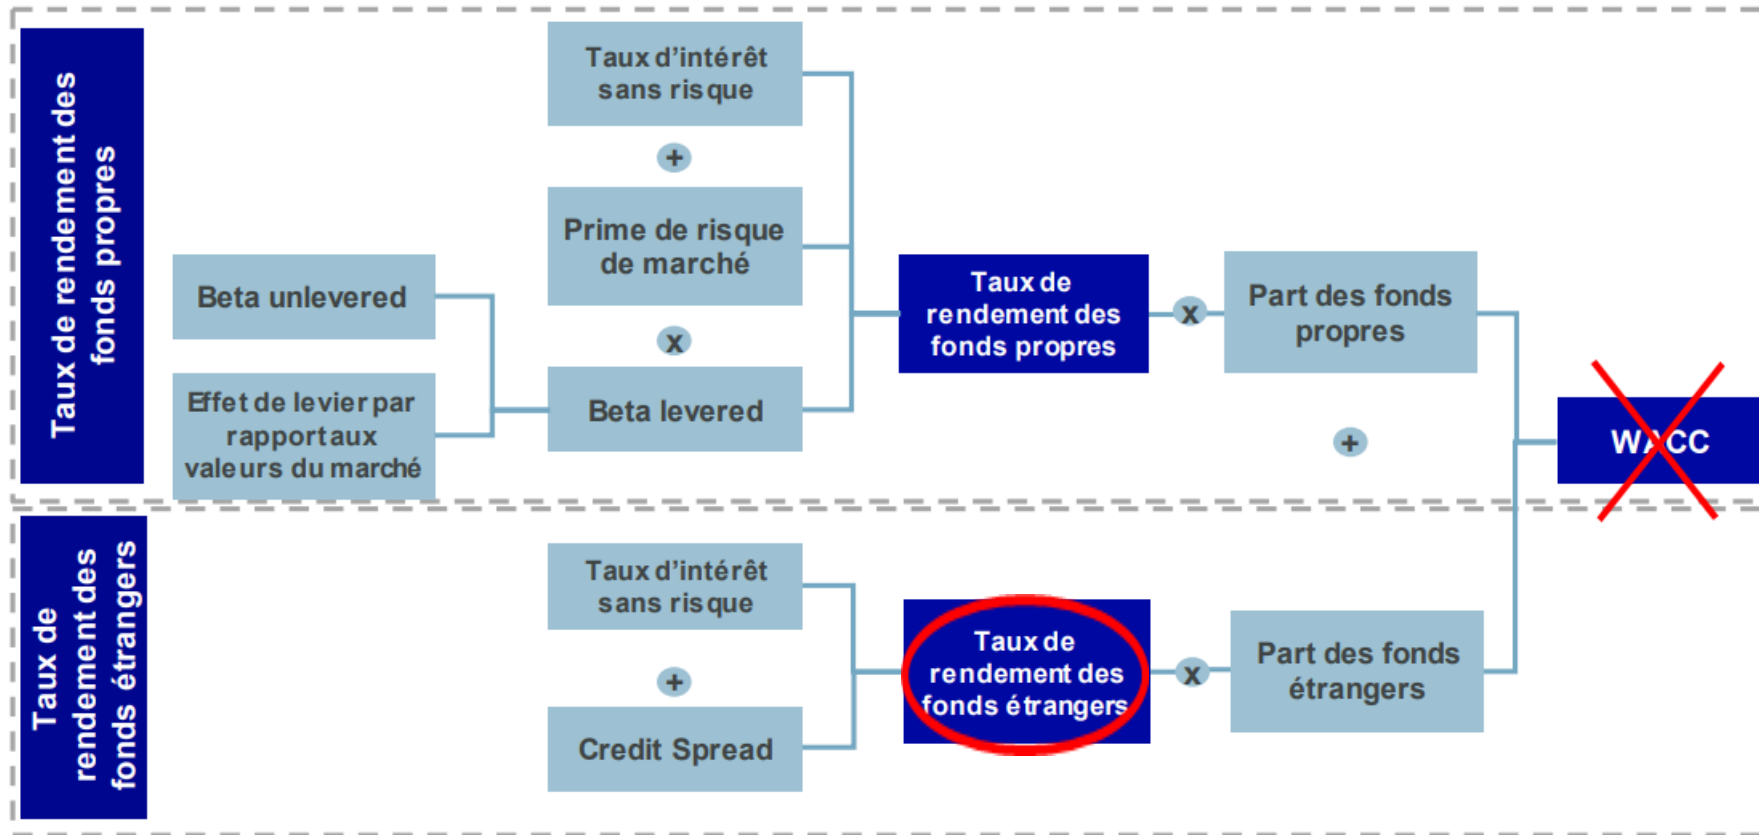 Taux de rendement des
fonds propres
Taux d'intérêt
sans risque
+
Prime de risque
de marché
x
Beta unlevered
Effet de levier par
rapport aux
valeurs du marché
Beta levered
Taux de
rendement des
fonds propres
x
Part des fonds
propres
+
WACC
Taux de
rendement des
fonds étrangers
Taux d'intérêt
sans risque
+
Credit Spread
Taux de
rendement des
fonds étrangers
x
Part des fonds
étrangers